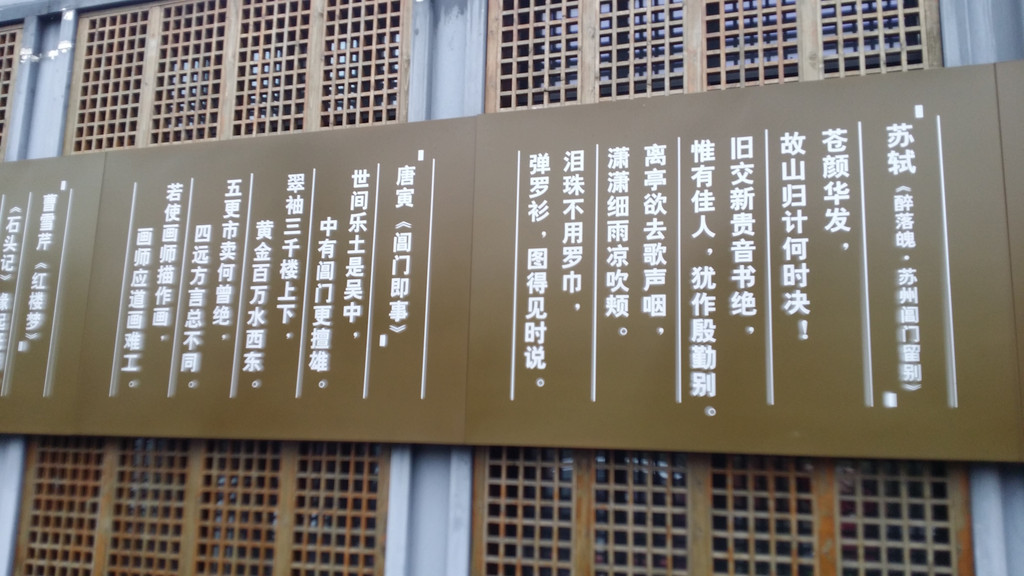 苏轼《醉落魄·苏州阊门留别》
苍颜华发，
故山归计何时决！
旧交新贵音书绝，
惟有佳人，犹作殷勤别。
离亭欲去歌声咽，
潇潇细雨凉吹颊。
泪珠不用罗巾，
弹罗衫，图得见时说。
唐寅《阊门即事》
世间乐土是吴中，
中有阊门更擅雄。
翠袖三千楼上下，
黄金百万水西东。
五更市卖何曾绝，
四远方言总不同。
若使画师描作画，
画师应道画难工。
曹雪芹《红楼梦》
《石头记》